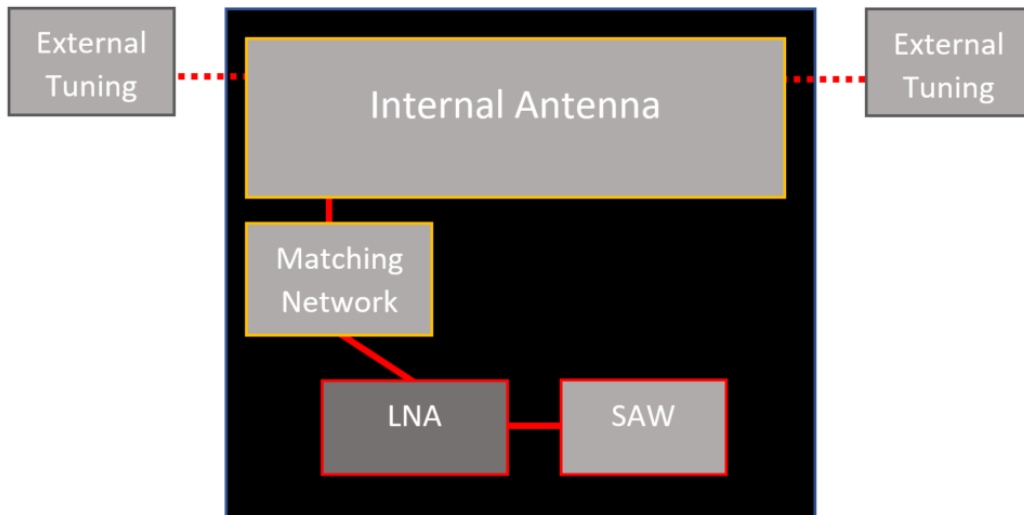 External
Tuning
Internal Antenna
External
Tuning
Matching
Network
LNA
SAW